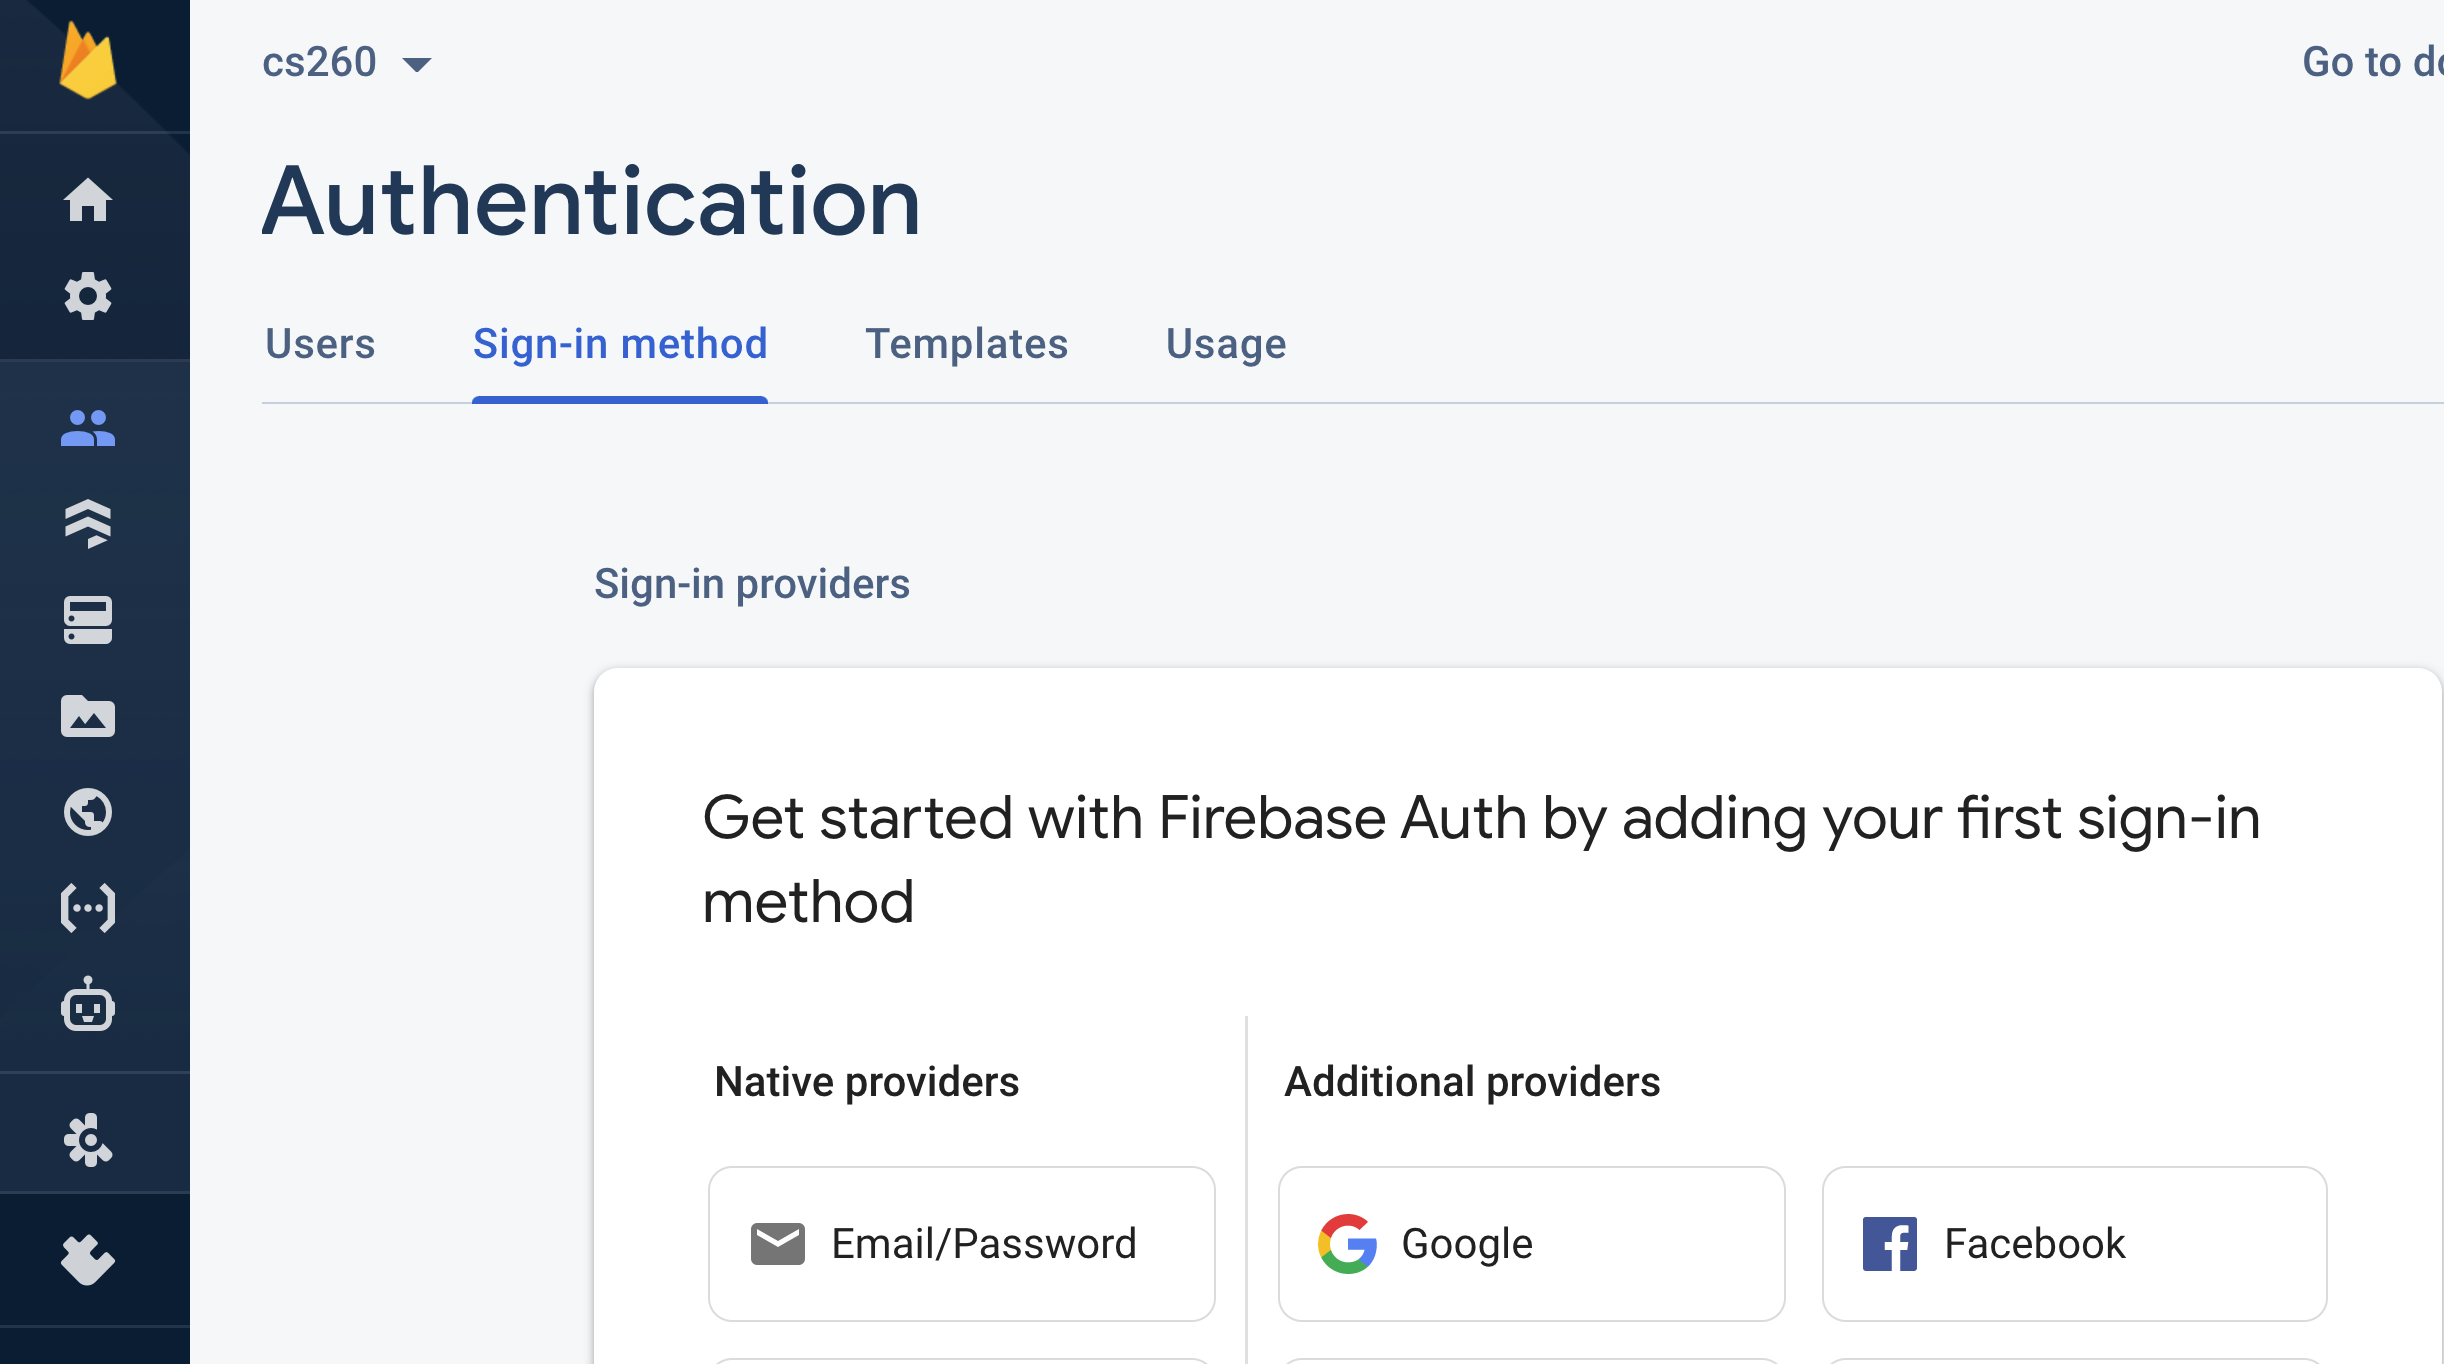 cs260
Go to do
Authentication
Users
Sign-in method
Templates
Usage
Sign-in providers
Get started with Firebase Auth by adding your first sign-in
method
Native providers
Additional providers
Email/Password
Google
Facebook